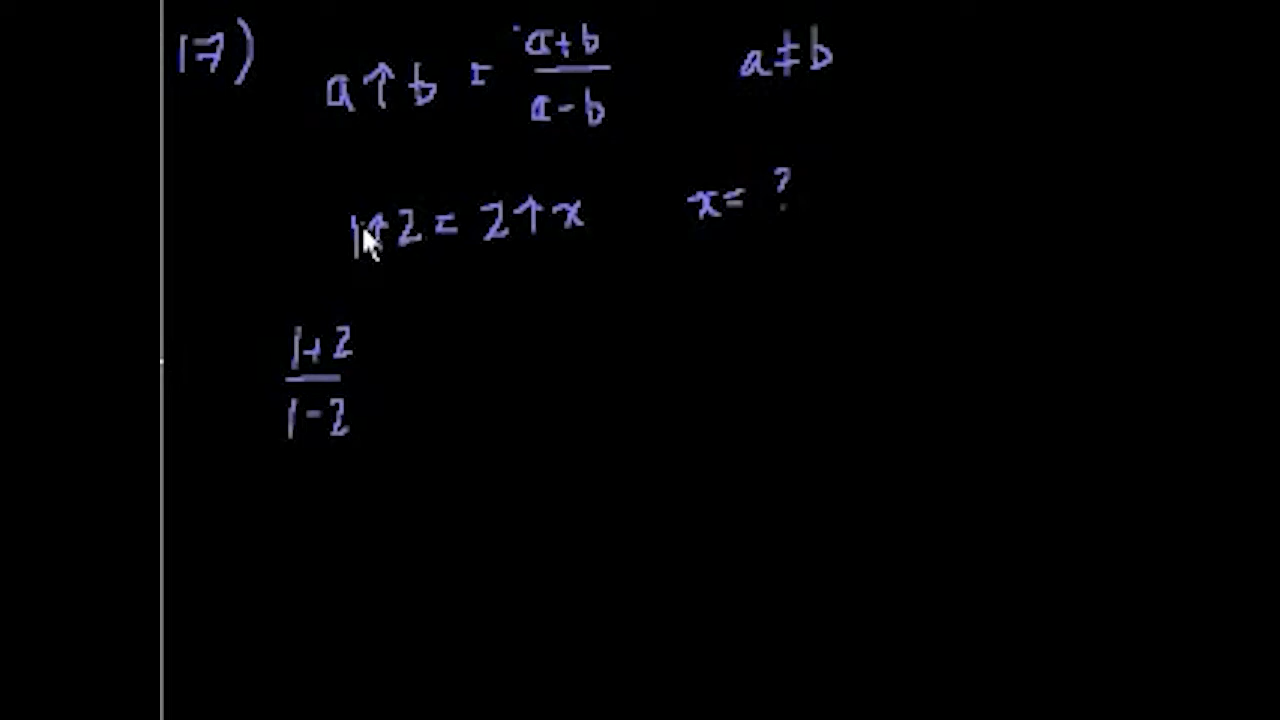 17) a↑b = a+b/a-b a≠b
1↑2 = 2↑x x= ?
1+2
1-2